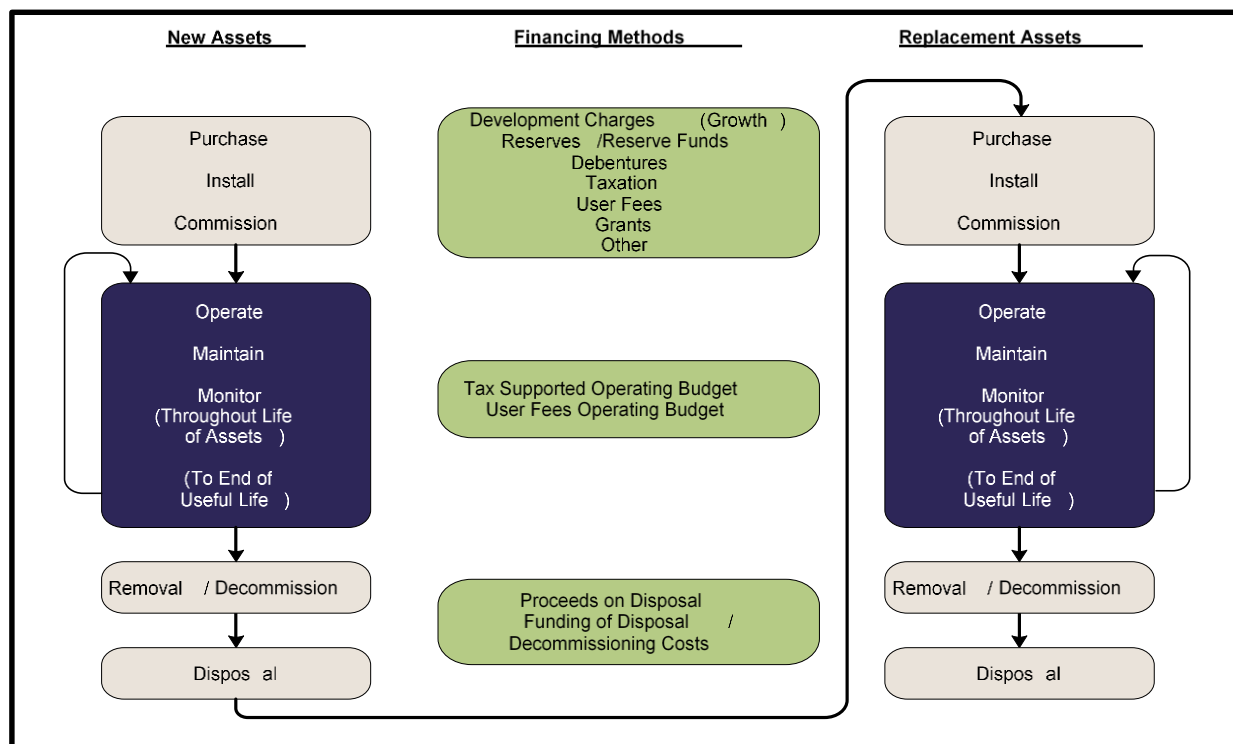 New Assets
Purchase
Install
Commission
Operate
Maintain
Monitor
(Throughout Life
of Assets )
(To End of
Useful Life )
Removal / Decommission
Dispos al
Financing Methods
Development Charges (Growth )
Reserves /Reserve Funds
Debentures
Taxation
User Fees
Grants
Other
Tax Supported Operating Budget
User Fees Operating Budget
Proceeds on Disposal
Funding of Disposal /
Decommissioning Costs
Replacement Assets
Purchase
Install
Commission
Operate
Maintain
Monitor
(Throughout Life
of Assets )
(To End of
Useful Life )
Removal / Decommission
Dispos al